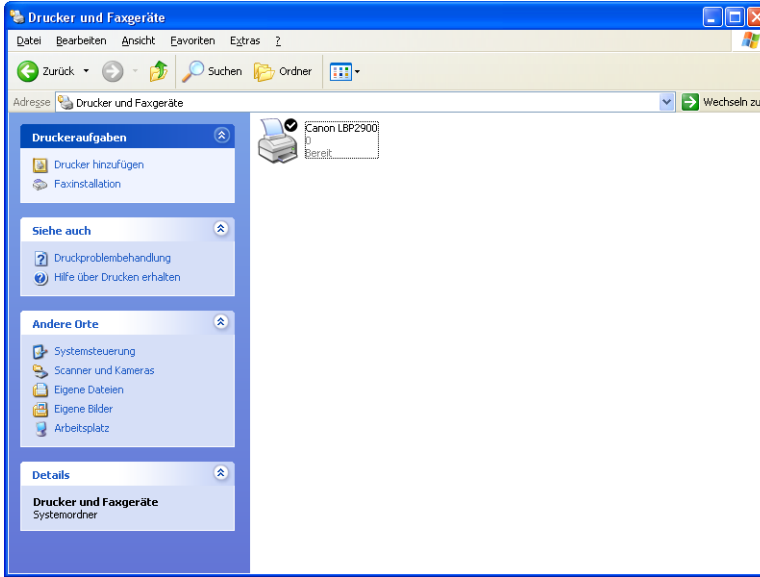 Drucker und Faxgeräte
Datei Bearbeiten Ansicht Favoriten Extras ?
Zurück Suchen Ordner
Adresse Drucker und Faxgeräte Wechseln zu
Druckeraufgaben
Drucker hinzufügen
Faxinstallation
Siehe auch
Druckproblembehandlung
Hilfe über Drucken erhalten
Andere Orte
Systemsteuerung
Scanner und Kameras
Eigene Dateien
Eigene Bilder
Arbeitsplatz
Details
Drucker und Faxgeräte
Systemordner
Canon LBP2900
0
Bereit